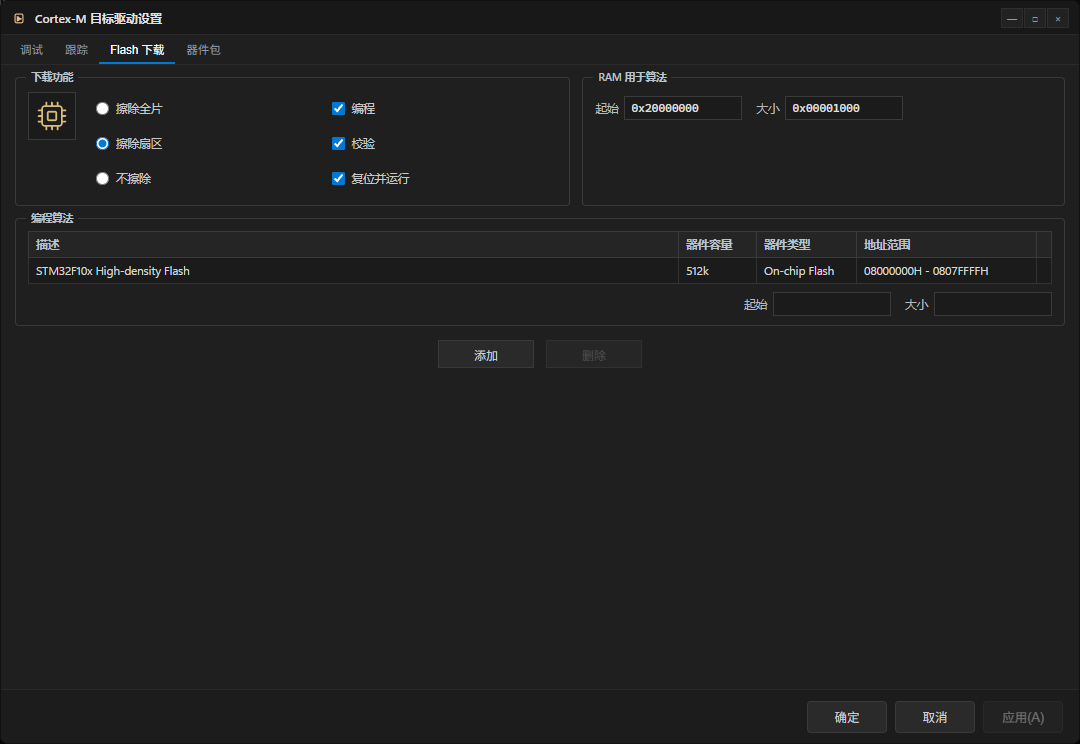 Cortex-M 目标驱动设置
调试 跟踪 Flash 下载 器件包
下载功能
擦除全片 编程
擦除扇区 校验
不擦除 复位并运行
RAM 用于算法
起始 0x20000000 大小 0x00001000
编程算法
描述 器件容量 器件类型 地址范围
STM32F10x High-density Flash 512k On-chip Flash 08000000H - 0807FFFFH
起始 大小
添加 删除
确定 取消 应用(A)